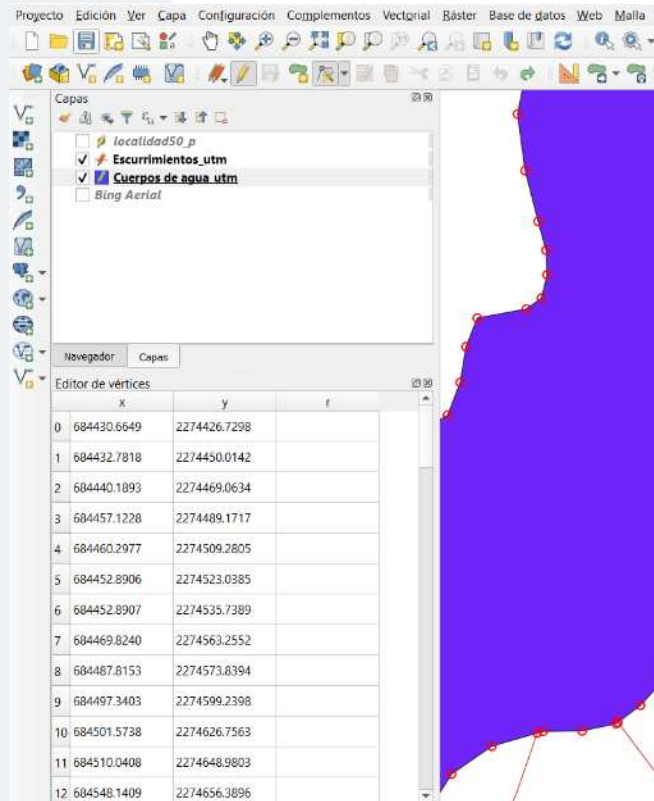 Proyecto Edición Ver Capa Configuración Complementos Vectorial Ráster Base de datos Web Malla
Capas
localidad50_p
Escurrimientos_utm
Cuerpos de agua utm
Bing Aerial
Navegador Capas
Editor de vértices
x y r
0 684430.6649 2274426.7298
1 684432.7818 2274450.0142
2 684440.1893 2274469.0634
3 684457.1228 2274489.1717
4 684460.2977 2274509.2805
5 684452.8906 2274523.0385
6 684452.8907 2274535.7389
7 684469.8240 2274563.2552
8 684487.8153 2274573.8394
9 684497.3403 2274599.2398
10 684501.5738 2274626.7563
11 684510.0408 2274648.9803
12 684548.1409 2274656.3896